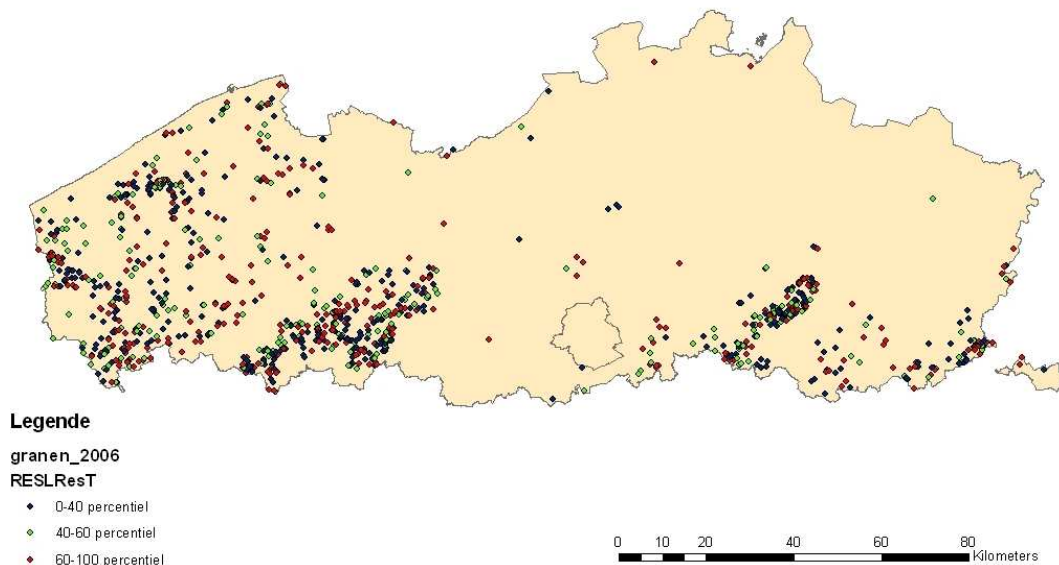 Legende
granen_2006
RESLResT
0-40 percentiel
40-60 percentiel
60-100 percentiel
0 10 20 40 60 80
Kilometers